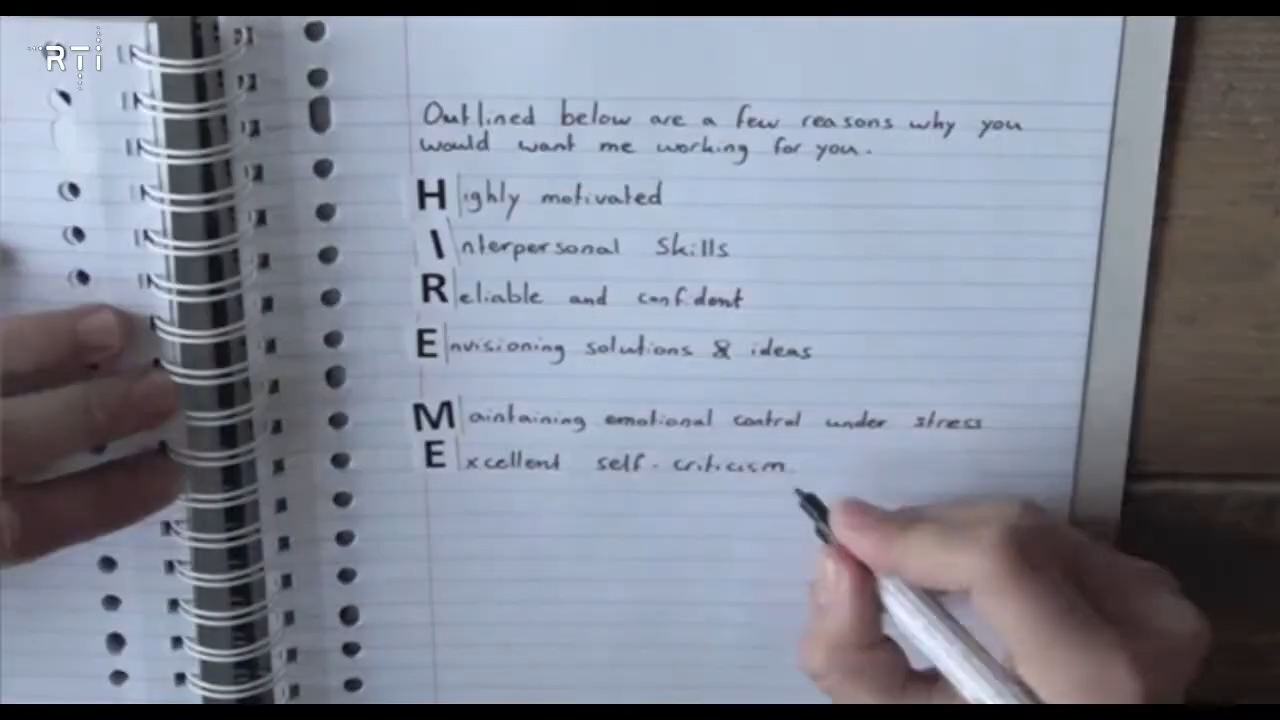 RTI
Outlined below are a few reasons why you
would want me working for you.
Highly motivated
Interpersonal Skills
Reliable and confident
Envisioning solutions & ideas
Maintaining emotional control under stress
Excellent self-criticism